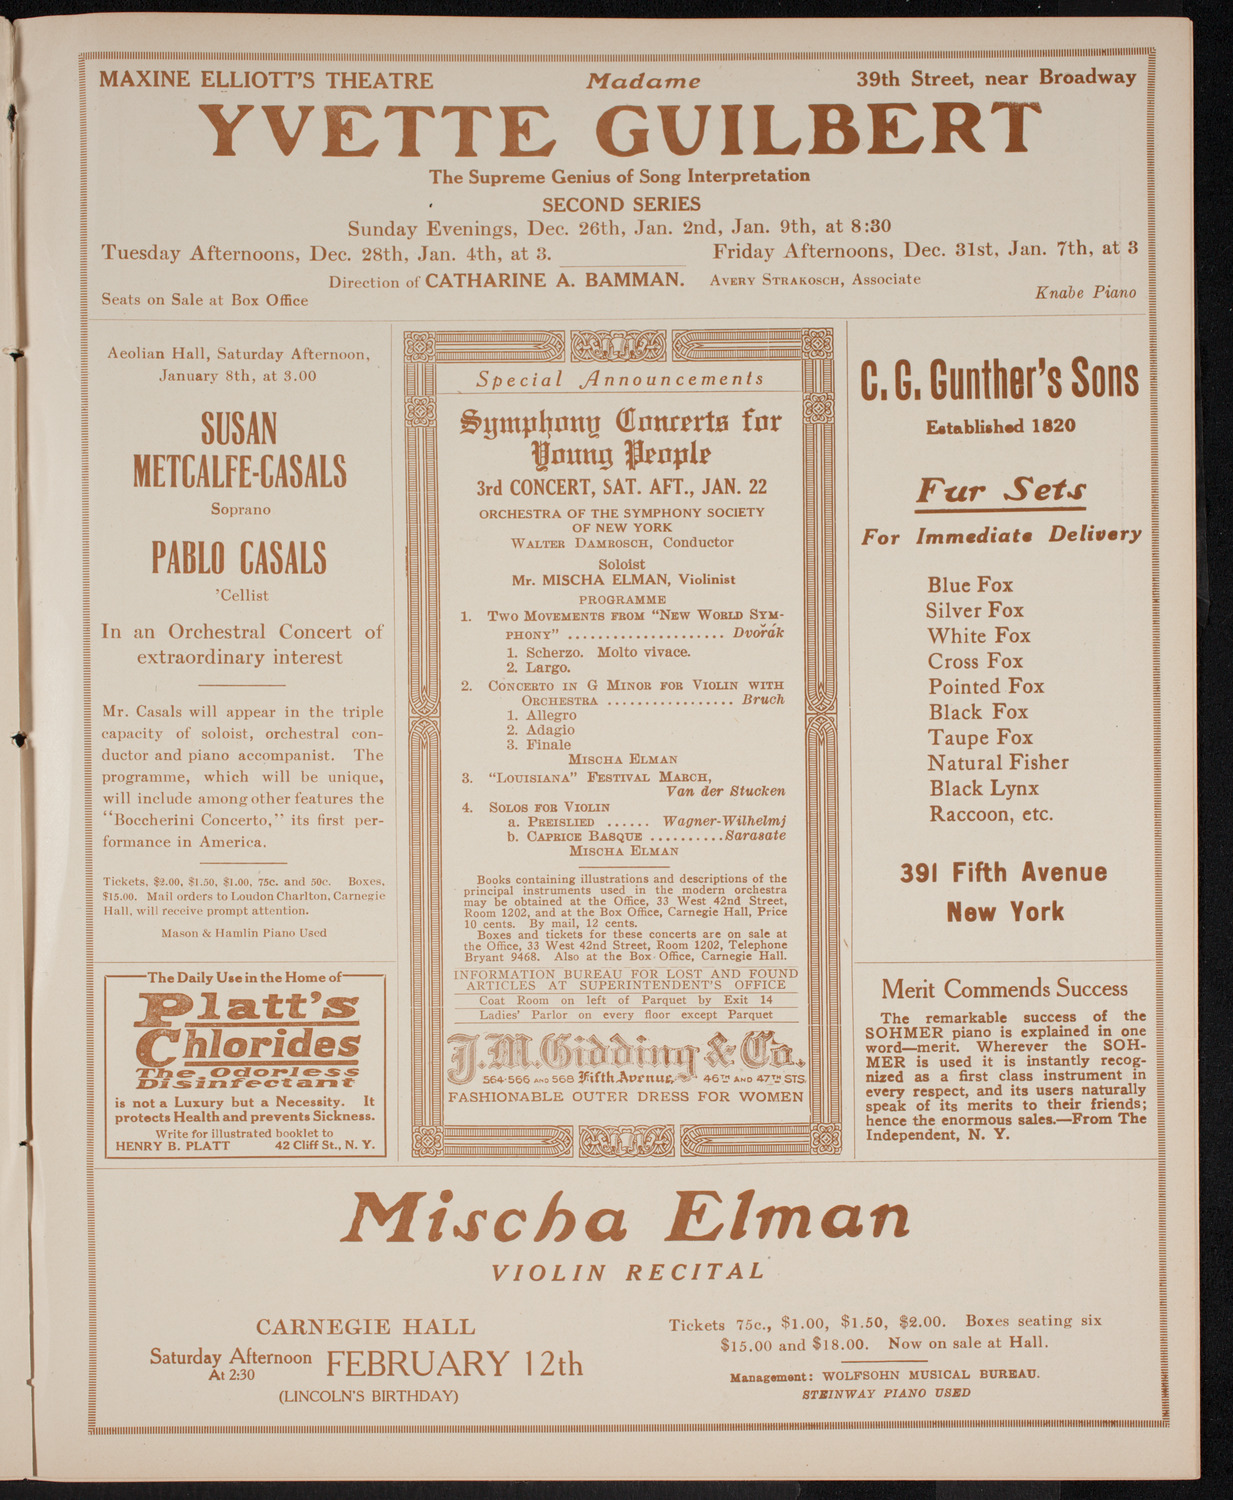 MAXINE ELLIOTT'S THEATRE Madame 39th Street, near Broadway
YVETTE GUILBERT
The Supreme Genius of Song Interpretation
SECOND SERIES
Sunday Evenings, Dec. 26th, Jan. 2nd, Jan. 9th, at 8:30
Tuesday Afternoons, Dec. 28th, Jan. 4th, at 3. Friday Afternoons, Dec. 31st, Jan. 7th, at 3
Direction of CATHARINE A. BAMMAN. AVERY STRAKOSCH, Associate
Seats on Sale at Box Office Knabe Piano
Aeolian Hall, Saturday Afternoon,
January 8th, at 3.00
SUSAN
METCALFE-CASALS
Soprano
PABLO CASALS
'Cellist
In an Orchestral Concert of
extraordinary interest
Mr. Casals will appear in the triple
capacity of soloist, orchestral con-
ductor and piano accompanist. The
programme, which will be unique,
will include among other features the
"Boccherini Concerto," its first per-
formance in America.
Tickets, $2.00, $1.50, $1.00, 75c. and 50c. Boxes,
$15.00. Mail orders to Loudon Charlton, Carnegie
Hall, will receive prompt attention.
Mason & Hamlin Piano Used
The Daily Use in the Home of
Platt's
Chlorides
The Odorless
Disinfectant
is not a Luxury but a Necessity. It
protects Health and prevents Sickness.
Write for illustrated booklet to
HENRY B. PLATT 42 Cliff St., N. Y.
Special Announcements
Symphony Concerts for
Young People
3rd CONCERT, SAT. AFT., JAN. 22
ORCHESTRA OF THE SYMPHONY SOCIETY
OF NEW YORK
WALTER DAMROSCH, Conductor
Soloist
Mr. MISCHA ELMAN, Violinist
PROGRAMME
1. TWO MOVEMENTS FROM "NEW WORLD SYM-
PHONY" .................... Dvořák
1. Scherzo. Molto vivace.
2. Largo.
2. CONCERTO IN G MINOR FOR VIOLIN WITH
ORCHESTRA ................ Bruch
1. Allegro
2. Adagio
3. Finale
MISCHA ELMAN
3. "LOUISIANA" FESTIVAL MARCH,
Van der Stucken
4. SOLOS FOR VIOLIN
a. PREISLIED ...... Wagner-Wilhelmj
b. CAPRICE BASQUE ..........Sarasate
MISCHA ELMAN
Books containing illustrations and descriptions of the
principal instruments used in the modern orchestra
may be obtained at the Office, 33 West 42nd Street,
Room 1202, and at the Box Office, Carnegie Hall, Price
10 cents. By mail, 12 cents.
Boxes and tickets for these concerts are on sale at
the Office, 33 West 42nd Street, Room 1202, Telephone
Bryant 9468. Also at the Box Office, Carnegie Hall.
INFORMATION BUREAU FOR LOST AND FOUND
ARTICLES AT SUPERINTENDENT'S OFFICE
Coat Room on left of Parquet by Exit 14
Ladies' Parlor on every floor except Parquet
J.M. Gidding & Co.
564-566 AND 568 Fifth Avenue, 46TH AND 47TH STS.
FASHIONABLE OUTER DRESS FOR WOMEN
C. G. Gunther's Sons
Established 1820
Fur Sets
For Immediate Delivery
Blue Fox
Silver Fox
White Fox
Cross Fox
Pointed Fox
Black Fox
Taupe Fox
Natural Fisher
Black Lynx
Raccoon, etc.
391 Fifth Avenue
New York
Merit Commends Success
The remarkable success of the
SOHMER piano is explained in one
word—merit. Wherever the SOH-
MER is used it is instantly recog-
nized as a first class instrument in
every respect, and its users naturally
speak of its merits to their friends;
hence the enormous sales.—From The
Independent, N. Y.
Mischa Elman
VIOLIN RECITAL
CARNEGIE HALL
Saturday Afternoon
At 2:30 FEBRUARY 12th
(LINCOLN'S BIRTHDAY)
Tickets 75c., $1.00, $1.50, $2.00. Boxes seating six
$15.00 and $18.00. Now on sale at Hall.
Management: WOLFSOHN MUSICAL BUREAU.
STEINWAY PIANO USED